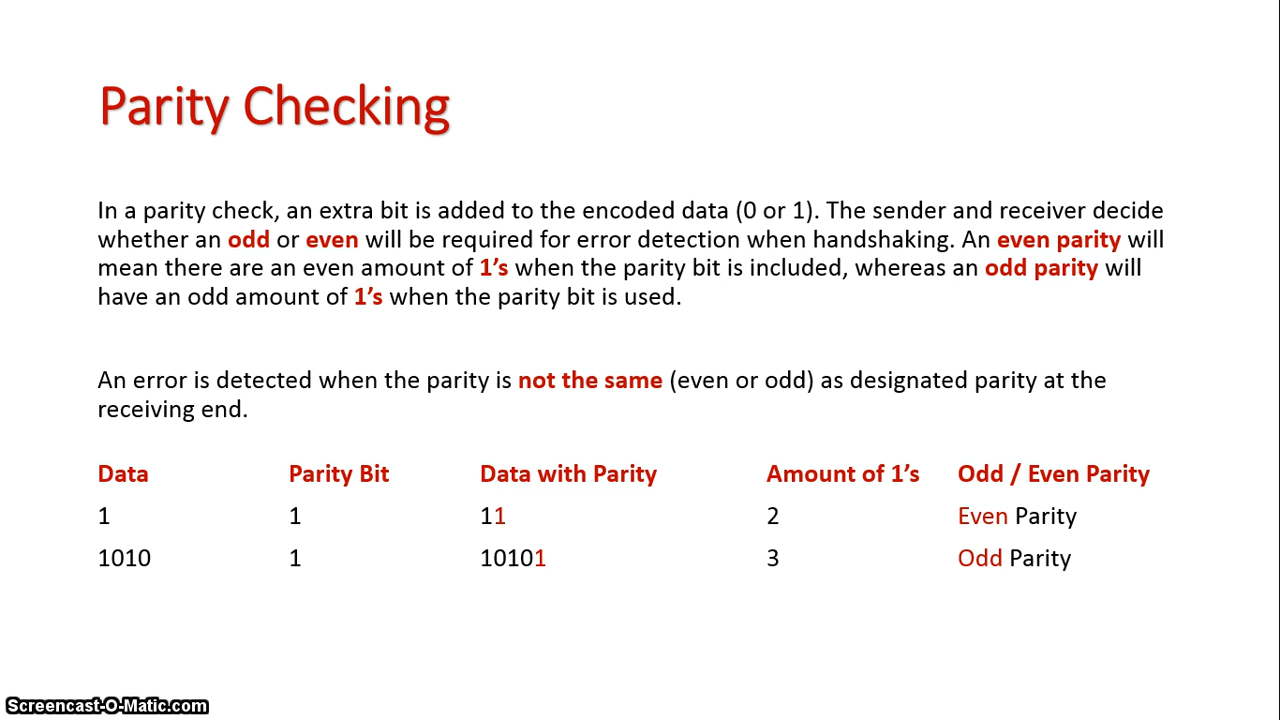 Parity Checking
In a parity check, an extra bit is added to the encoded data (0 or 1). The sender and receiver decide
whether an odd or even will be required for error detection when handshaking. An even parity will
mean there are an even amount of 1’s when the parity bit is included, whereas an odd parity will
have an odd amount of 1’s when the parity bit is used.
An error is detected when the parity is not the same (even or odd) as designated parity at the
receiving end.
Data Parity Bit Data with Parity Amount of 1’s Odd / Even Parity
1 1 11 2 Even Parity
1010 1 10101 3 Odd Parity
Screencast-O-Matic.com